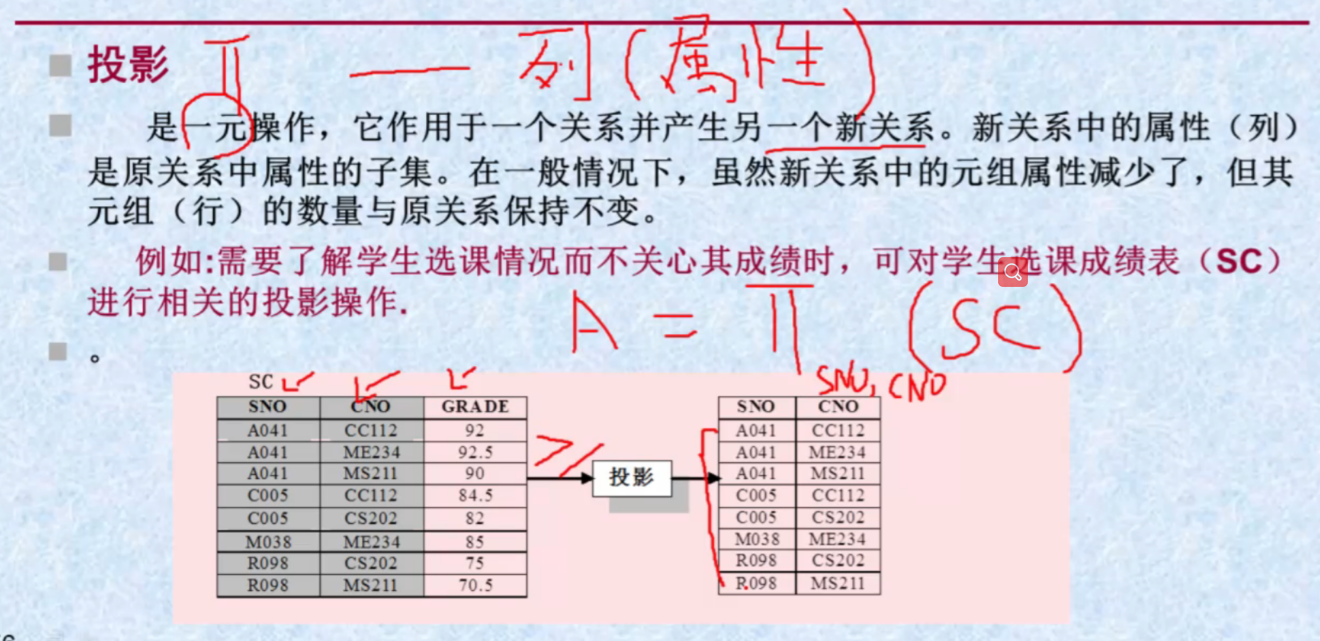 投影 π — 列(属性)
是一元操作，它作用于一个关系并产生另一个新关系。新关系中的属性（列）
是原关系中属性的子集。在一般情况下，虽然新关系中的元组属性减少了，但其
元组（行）的数量与原关系保持不变。
例如:需要了解学生选课情况而不关心其成绩时，可对学生选课成绩表（SC）
进行相关的投影操作.
。
A = π SNO, CNO (SC)
SC
SNO CNO GRADE
A041 CC112 92
A041 ME234 92.5
A041 MS211 90
C005 CC112 84.5
C005 CS202 82
M038 ME234 85
R098 CS202 75
R098 MS211 70.5
≥
投影
SNO CNO
A041 CC112
A041 ME234
A041 MS211
C005 CC112
C005 CS202
M038 ME234
R098 CS202
R098 MS211